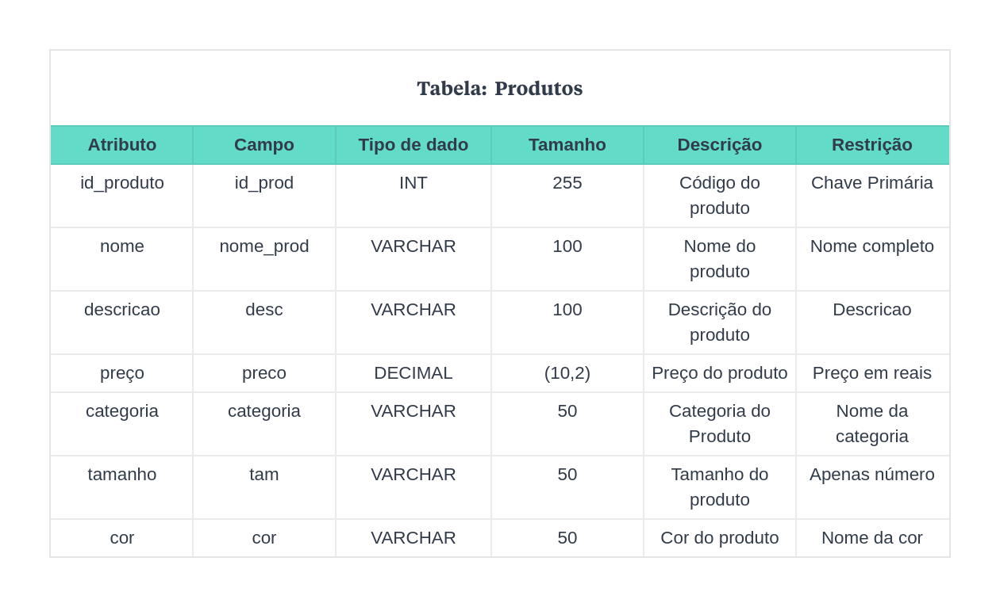 Tabela: Produtos
Atributo Campo Tipo de dado Tamanho Descrição Restrição
id_produto id_prod INT 255 Código do Chave Primária
produto
nome nome_prod VARCHAR 100 Nome do Nome completo
produto
descricao desc VARCHAR 100 Descrição do Descricao
produto
preço preco DECIMAL (10,2) Preço do produto Preço em reais
categoria categoria VARCHAR 50 Categoria do Nome da
Produto categoria
tamanho tam VARCHAR 50 Tamanho do Apenas número
produto
cor cor VARCHAR 50 Cor do produto Nome da cor